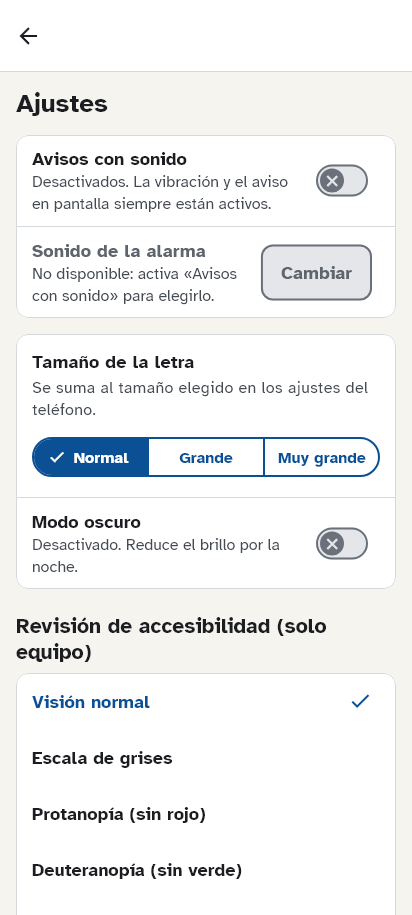 Ajustes
Avisos con sonido
Desactivados. La vibración y el aviso
en pantalla siempre están activos.
Sonido de la alarma
No disponible: activa «Avisos
con sonido» para elegirlo.
Cambiar
Tamaño de la letra
Se suma al tamaño elegido en los ajustes del
teléfono.
Normal
Grande
Muy grande
Modo oscuro
Desactivado. Reduce el brillo por la
noche.
Revisión de accesibilidad (solo
equipo)
Visión normal
Escala de grises
Protanopía (sin rojo)
Deuteranopía (sin verde)